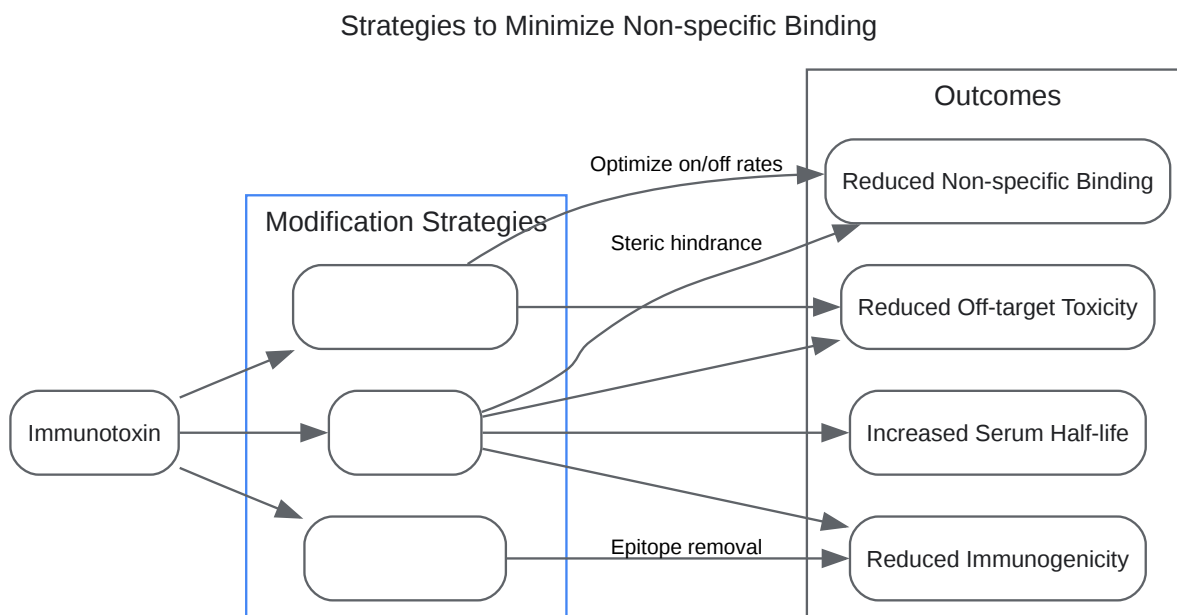 Strategies to Minimize Non-specific Binding
Outcomes
Optimize on/off rates
Reduced Non-specific Binding
Modification Strategies
Steric hindrance
Reduced Off-target Toxicity
Immunotoxin
Increased Serum Half-life
Epitope removal
Reduced Immunogenicity